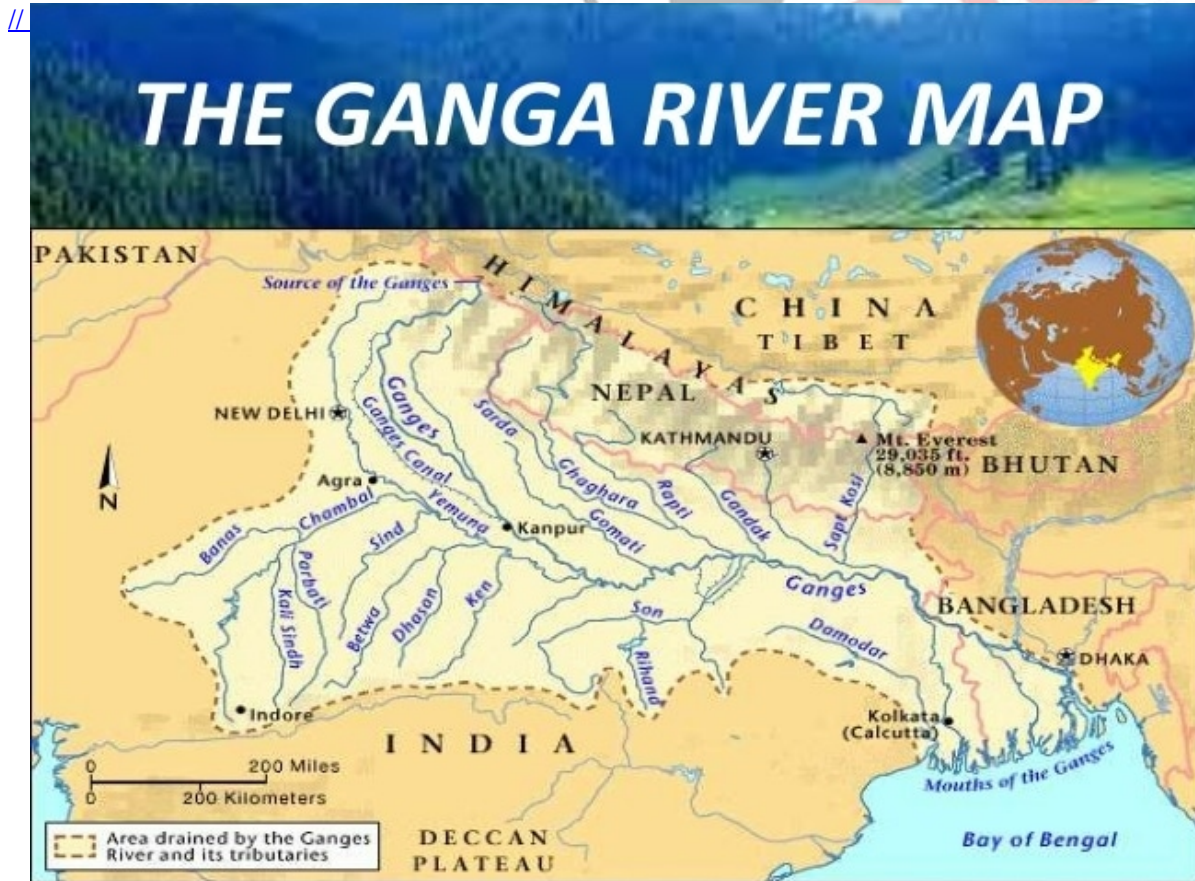 //
THE GANGA RIVER MAP
PAKISTAN
Source of the Ganges
HIMALAYAS
CHINA
TIBET
NEPAL
NEW DELHI
Ganges
Ganges Canal
Sarda
KATHMANDU
Mt. Everest
29,035 ft.
(8,850 m)
BHUTAN
N
Agra
Chambal
Yemuna
Ghaghara
Rapti
Gandak
Sapt Kosi
Banas
Sind
Kanpur
Gomati
Parbati
Kali Sindh
Betwa
Dhasan
Ken
Ganges
BANGLADESH
Son
Damodar
Rihand
DHAKA
Indore
Kolkata
(Calcutta)
INDIA
Mouths of the Ganges
0 200 Miles
0 200 Kilometers
Area drained by the Ganges
River and its tributaries
DECCAN
PLATEAU
Bay of Bengal